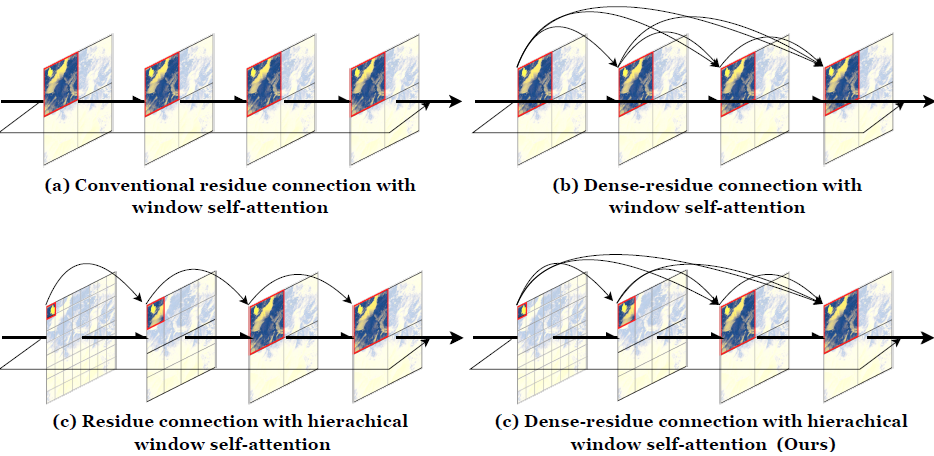 (a) Conventional residue connection with
window self-attention
(b) Dense-residue connection with
window self-attention
(c) Residue connection with hierachical
window self-attention
(c) Dense-residue connection with hierachical
window self-attention (Ours)